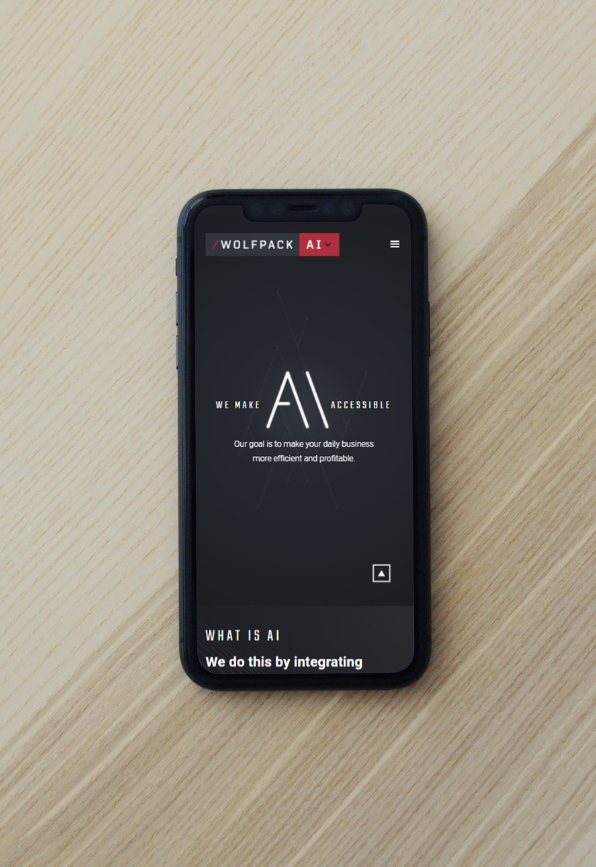 /WOLFPACK AI
WE MAKE AI ACCESSIBLE
Our goal is to make your daily business
more efficient and profitable.
WHAT IS AI
We do this by integrating